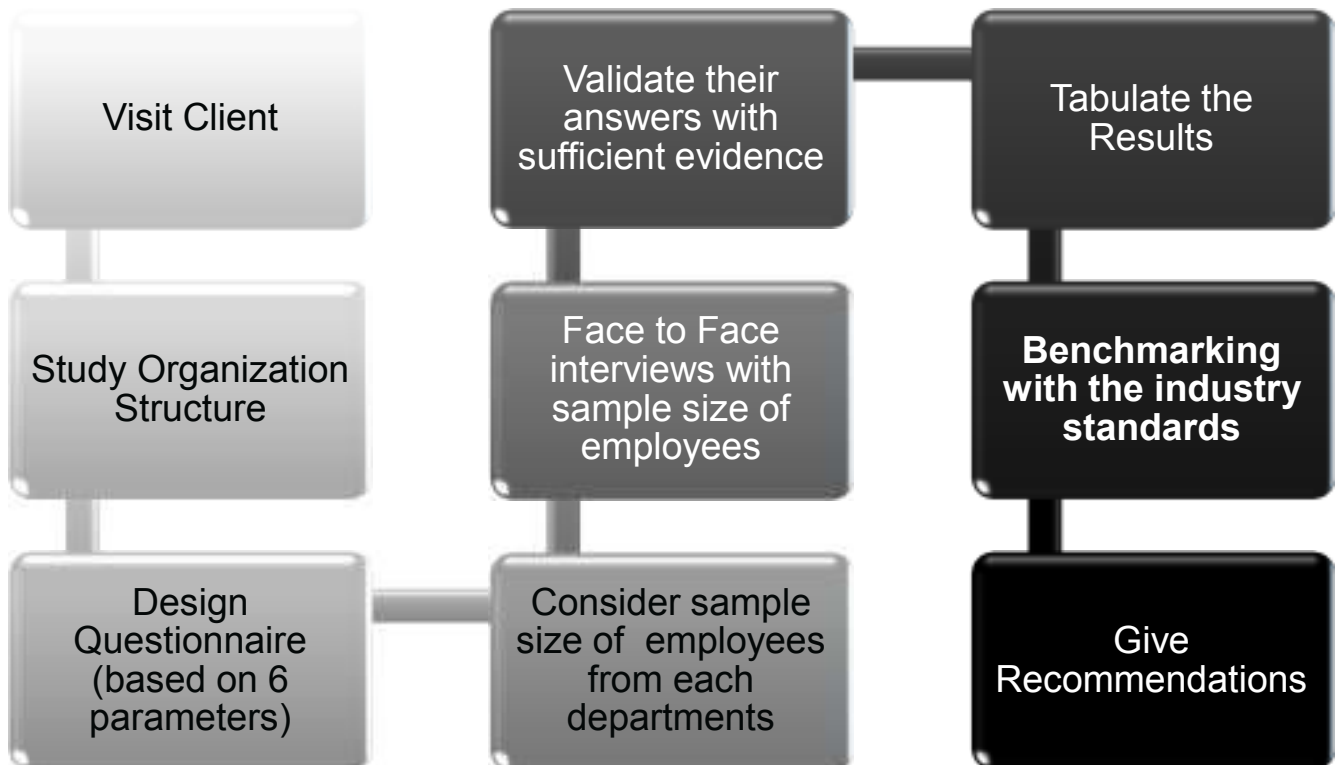 Visit Client
Study Organization
Structure
Design
Questionnaire
(based on 6
parameters)
Consider sample
size of employees
from each
departments
Face to Face
interviews with
sample size of
employees
Validate their
answers with
sufficient evidence
Tabulate the
Results
Benchmarking
with the industry
standards
Give
Recommendations